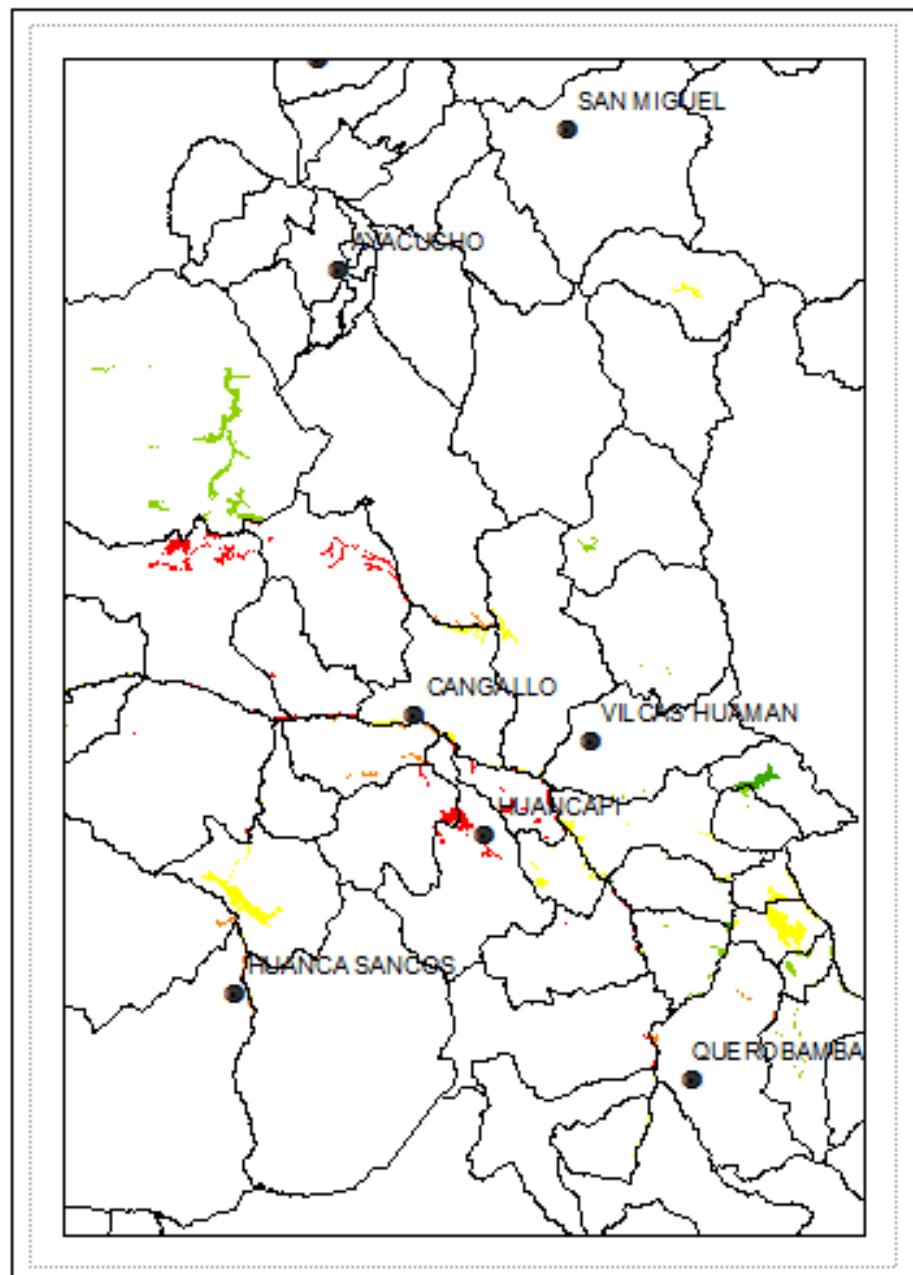 SAN MIGUEL
AYACUCHO
CANGALLO
VILCAS HUAMAN
HUANCAPI
HUANCA SANCOS
QUEROBAMBA